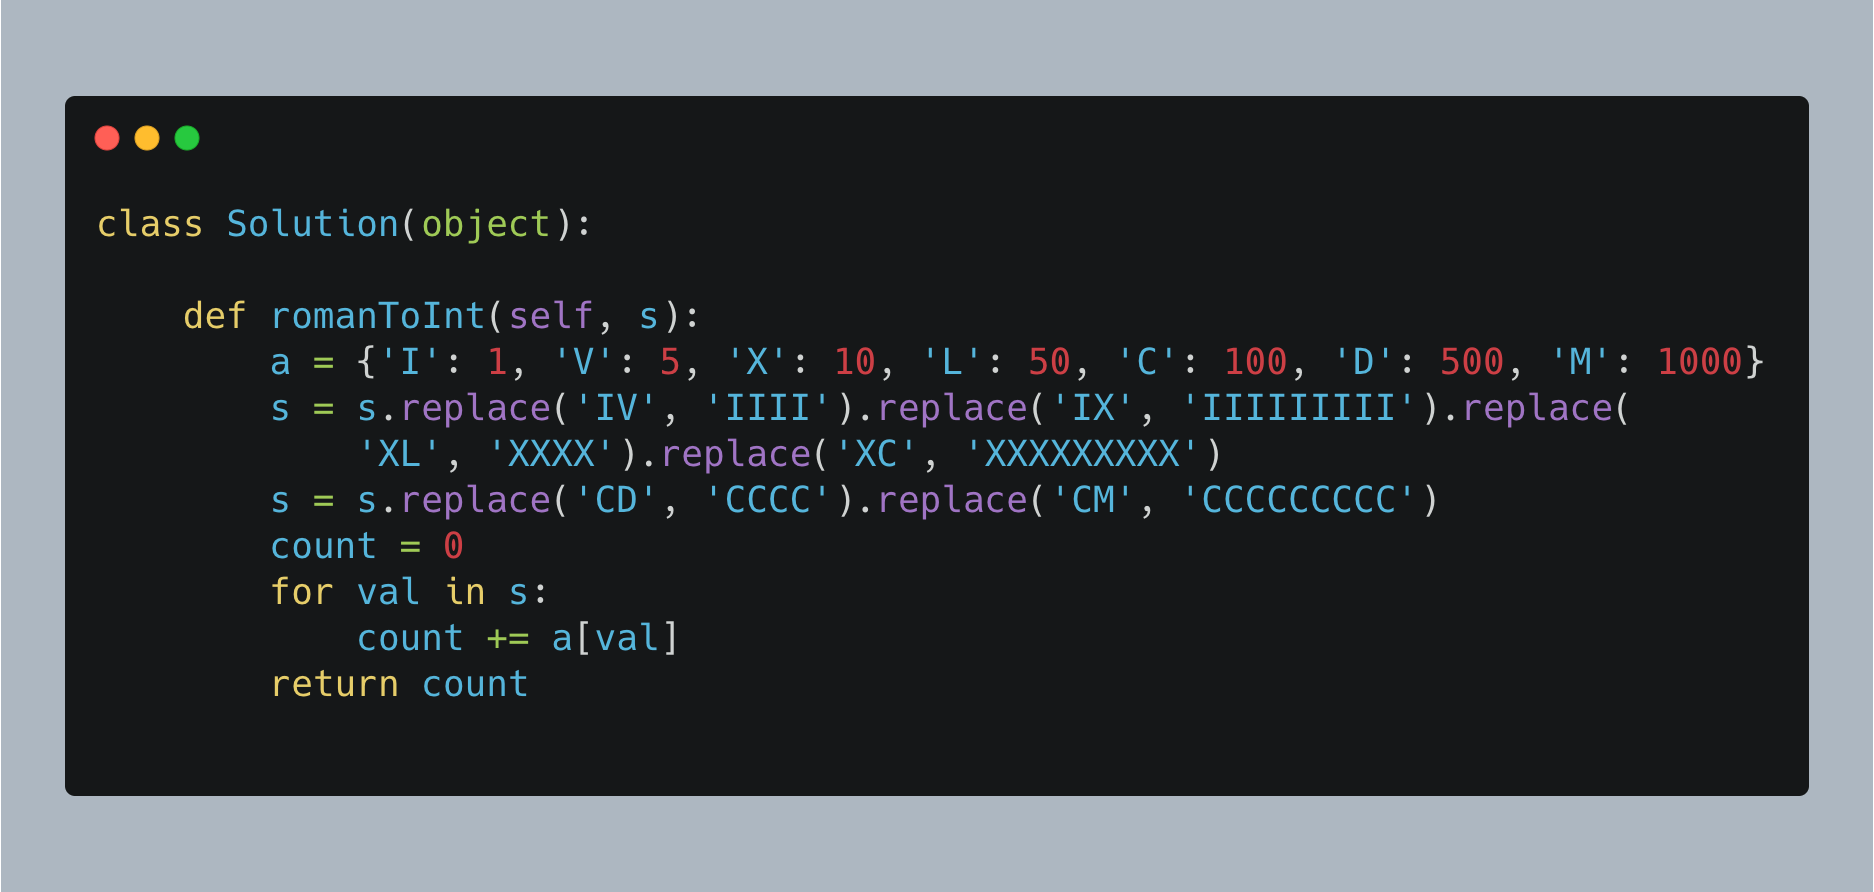 class Solution(object):
def romanToInt(self, s):
a = {'I': 1, 'V': 5, 'X': 10, 'L': 50, 'C': 100, 'D': 500, 'M': 1000}
s = s.replace('IV', 'IIII').replace('IX', 'IIIIIIIII').replace(
'XL', 'XXXX').replace('XC', 'XXXXXXXXX')
s = s.replace('CD', 'CCCC').replace('CM', 'CCCCCCCCC')
count = 0
for val in s:
count += a[val]
return count